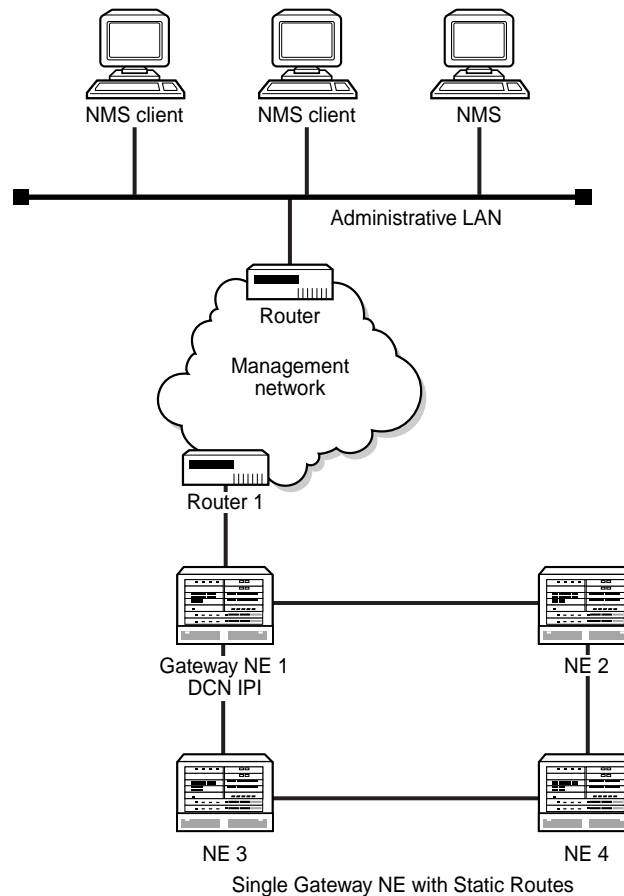 NMS client
NMS client
NMS
Administrative LAN
Router
Management
network
Router 1
Gateway NE 1
DCN IPI
NE 2
NE 3
NE 4
Single Gateway NE with Static Routes